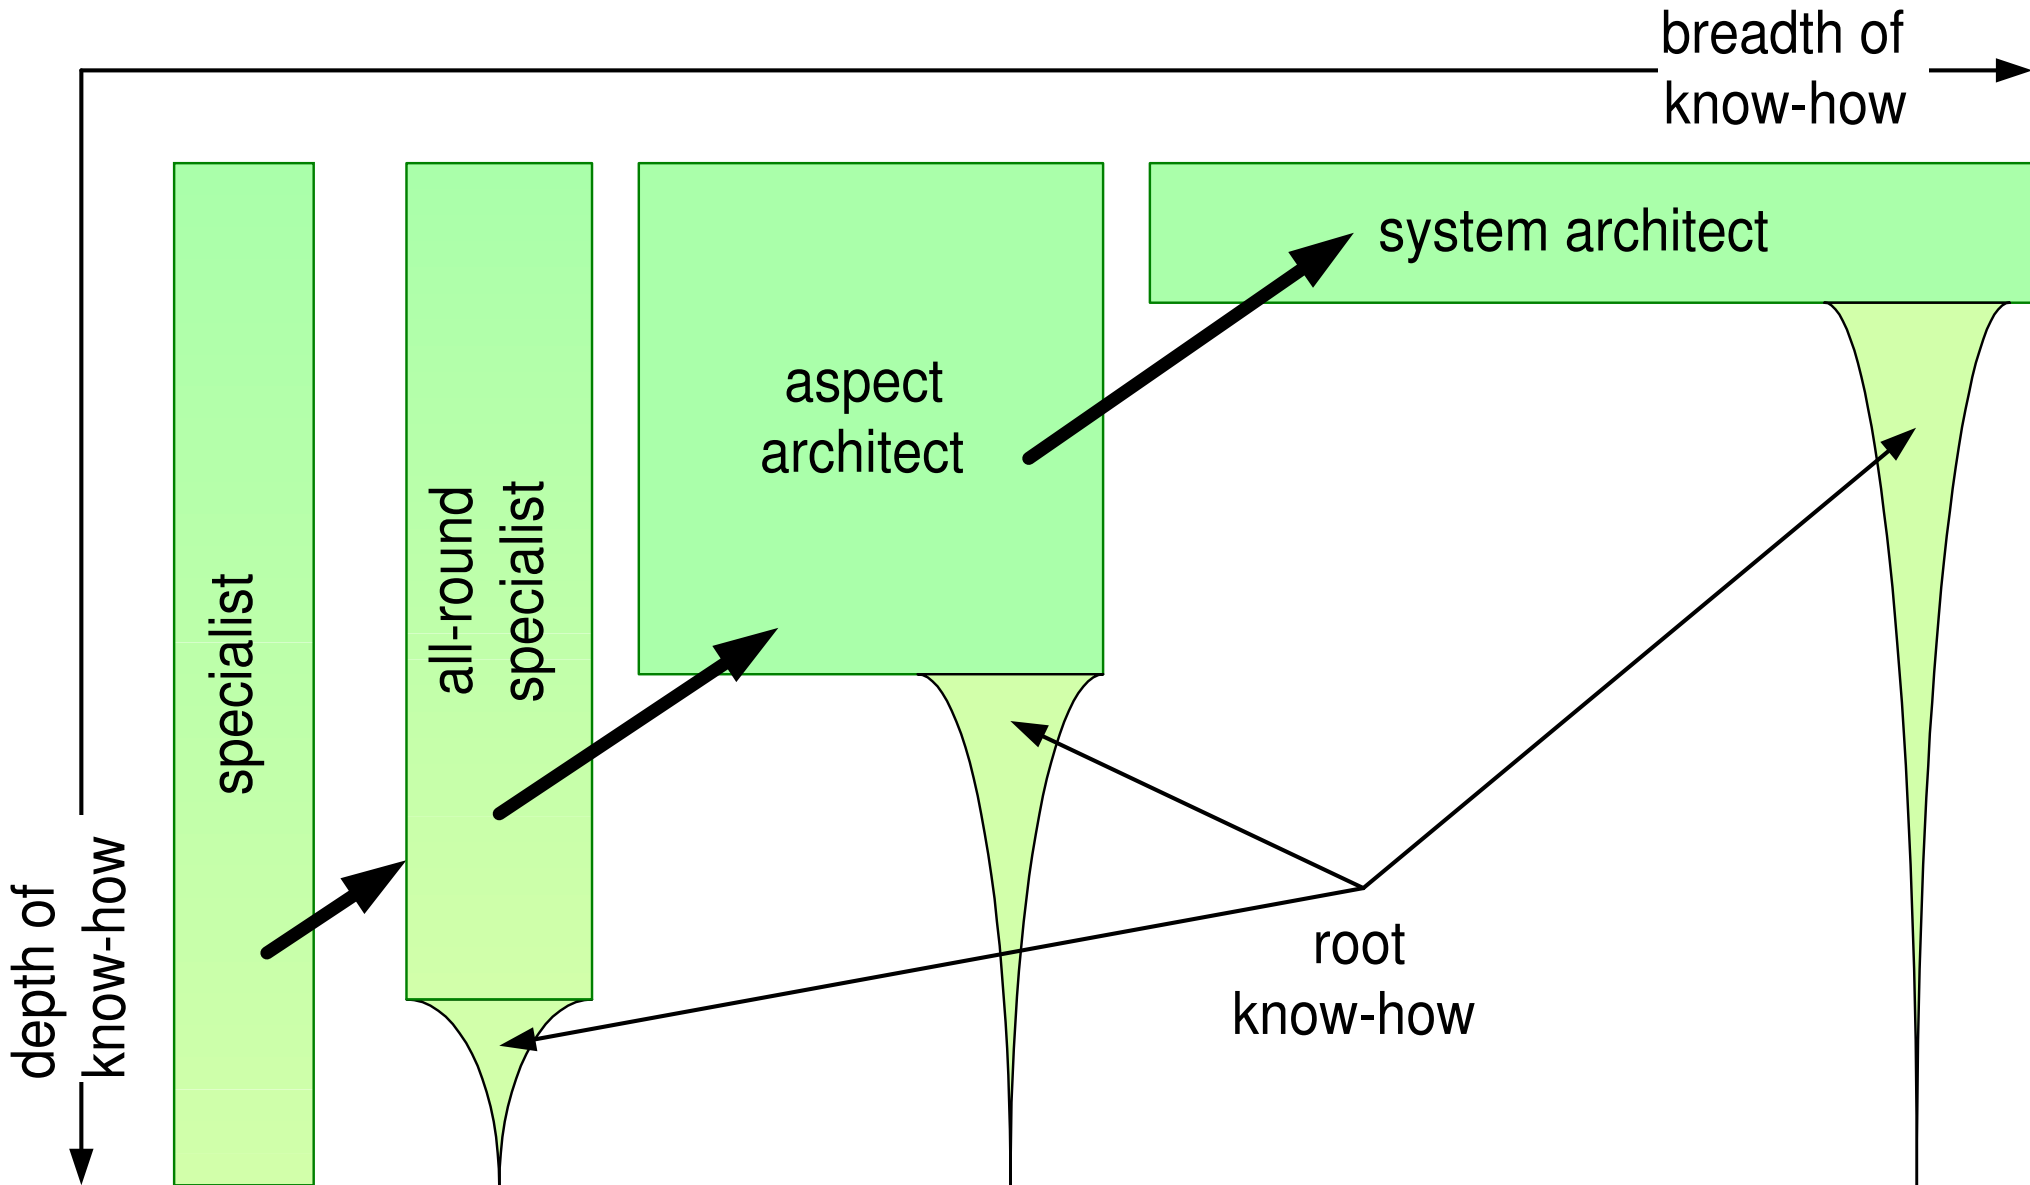 breadth of
know-how
system architect
aspect
architect
all-round
specialist
specialist
depth of
know-how
root
know-how